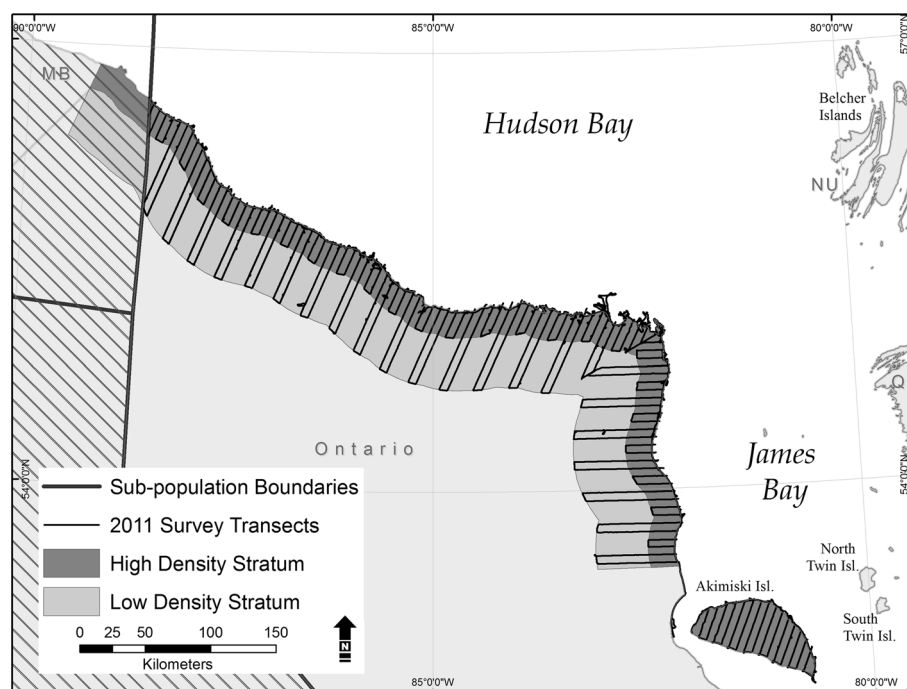 90°0'0"W
85°0'0"W
80°0'0"W
57°0'0"N
MB
Hudson Bay
Belcher
Islands
NU
Q
Ontario
James
Bay
54°0'0"N
54°0'0"N
Sub-population Boundaries
2011 Survey Transects
High Density Stratum
Low Density Stratum
0 25 50 100 150
Kilometers
N
North
Twin Isl.
Akimiski Isl.
South
Twin Isl.
85°0'0"W
80°0'0"W